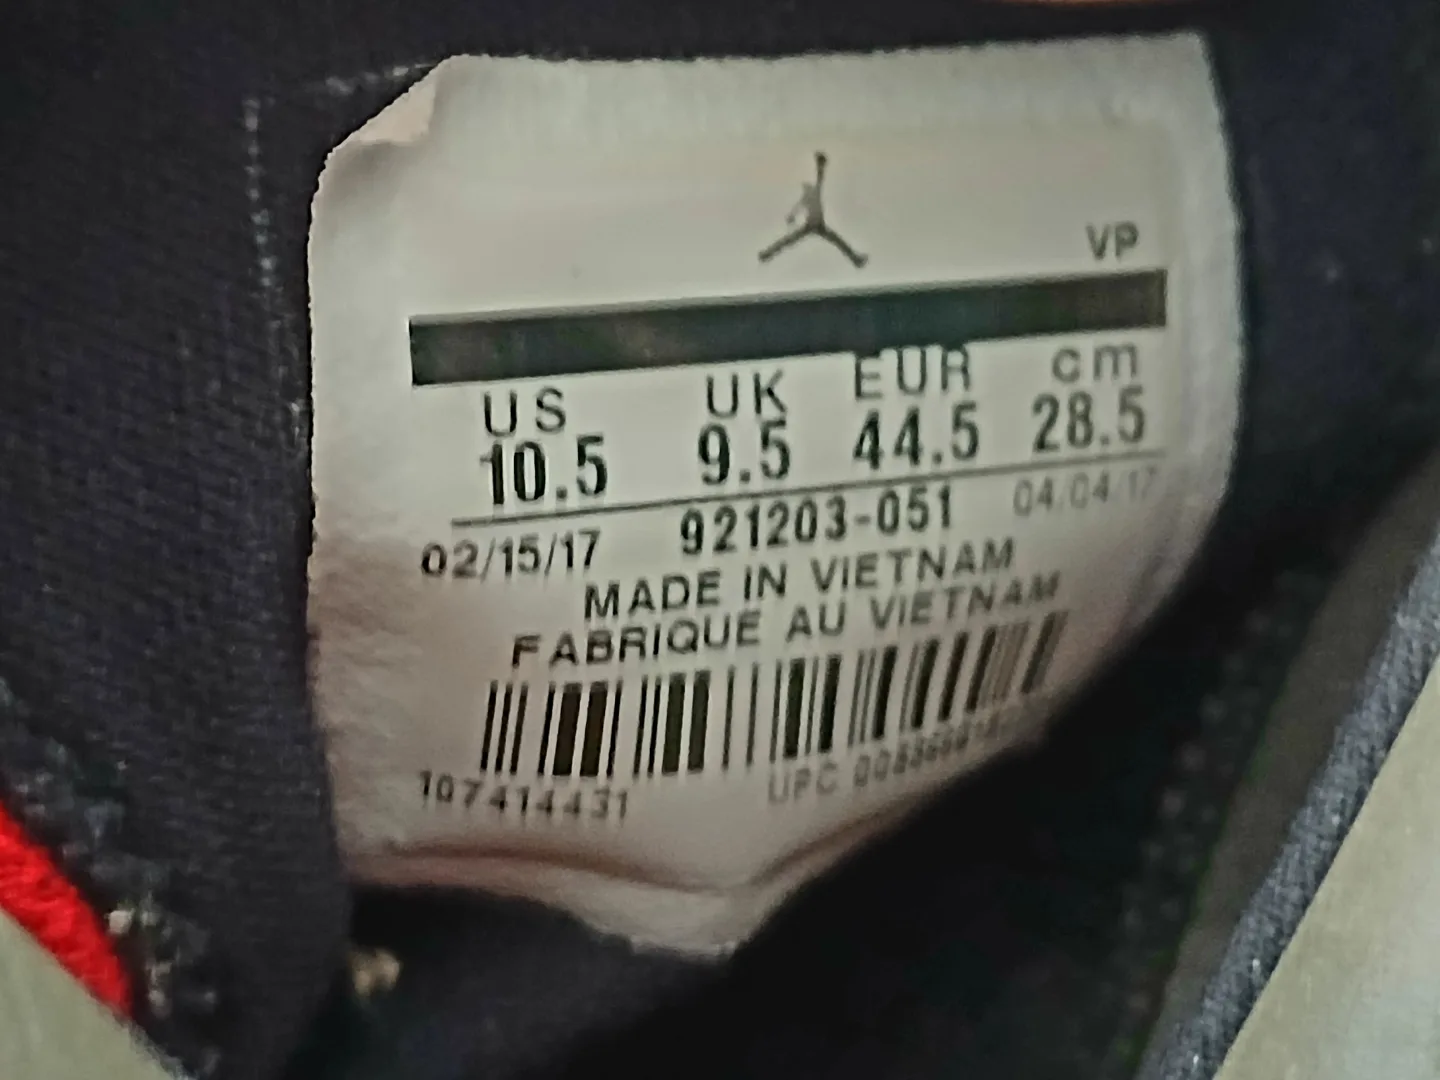 VP
US UK EUR cm
10.5 9.5 44.5 28.5
02/15/17 921203-051 04/04/17
MADE IN VIETNAM
FABRIQUE AU VIETNAM
107414431 UPC